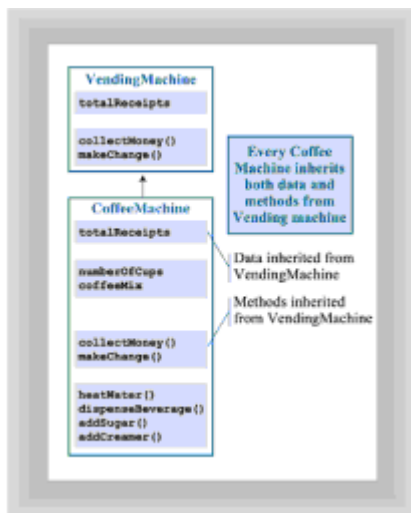 VendingMachine
totalReceipts
collectMoney()
makeChange()
Every Coffee
Machine inherits
both data and
methods from
Vending machine
CoffeeMachine
totalReceipts
Data inherited from
VendingMachine
numberOfCups
coffeeMix
Methods inherited
from VendingMachine
collectMoney()
makeChange()
heatWater()
dispenseBeverage()
addSugar()
addCreamer()